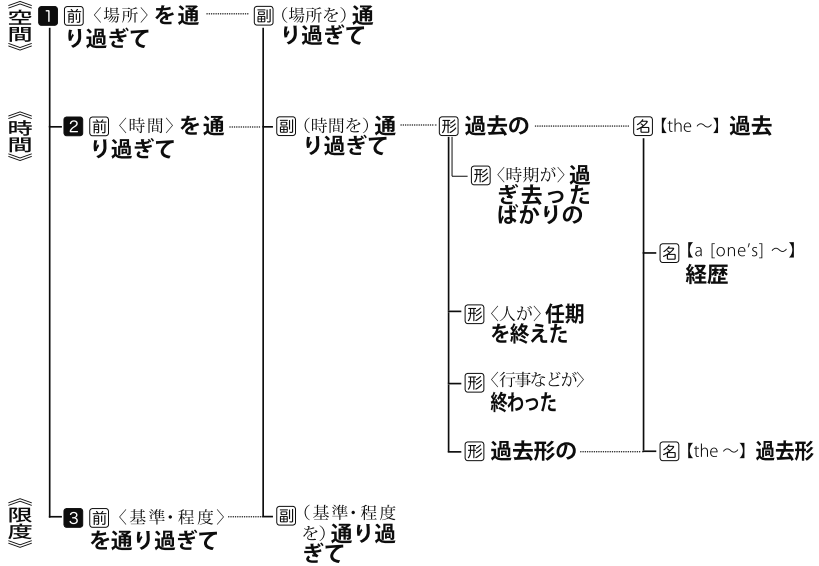 《空間》
1 前 〈場所〉を通
り過ぎて
副 (場所を)通
り過ぎて
《時間》
2 前 〈時間〉を通
り過ぎて
副 (時間を)通
り過ぎて
形 過去の
名【the ～】過去
形〈時期が〉過
ぎ去った
ばかりの
名【a [one's] ～】
経歴
形〈人が〉任期
を終えた
形〈行事などが〉
終わった
形 過去形の
名【the ～】過去形
《限度》
3 前 〈基準・程度〉
を通り過ぎて
副 (基準・程度
を)通り過
ぎて